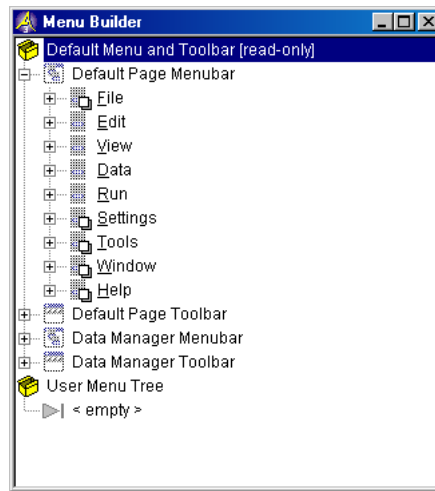 Menu Builder
Default Menu and Toolbar [read-only]
Default Page Menubar
File
Edit
View
Data
Run
Settings
Tools
Window
Help
Default Page Toolbar
Data Manager Menubar
Data Manager Toolbar
User Menu Tree
< empty >